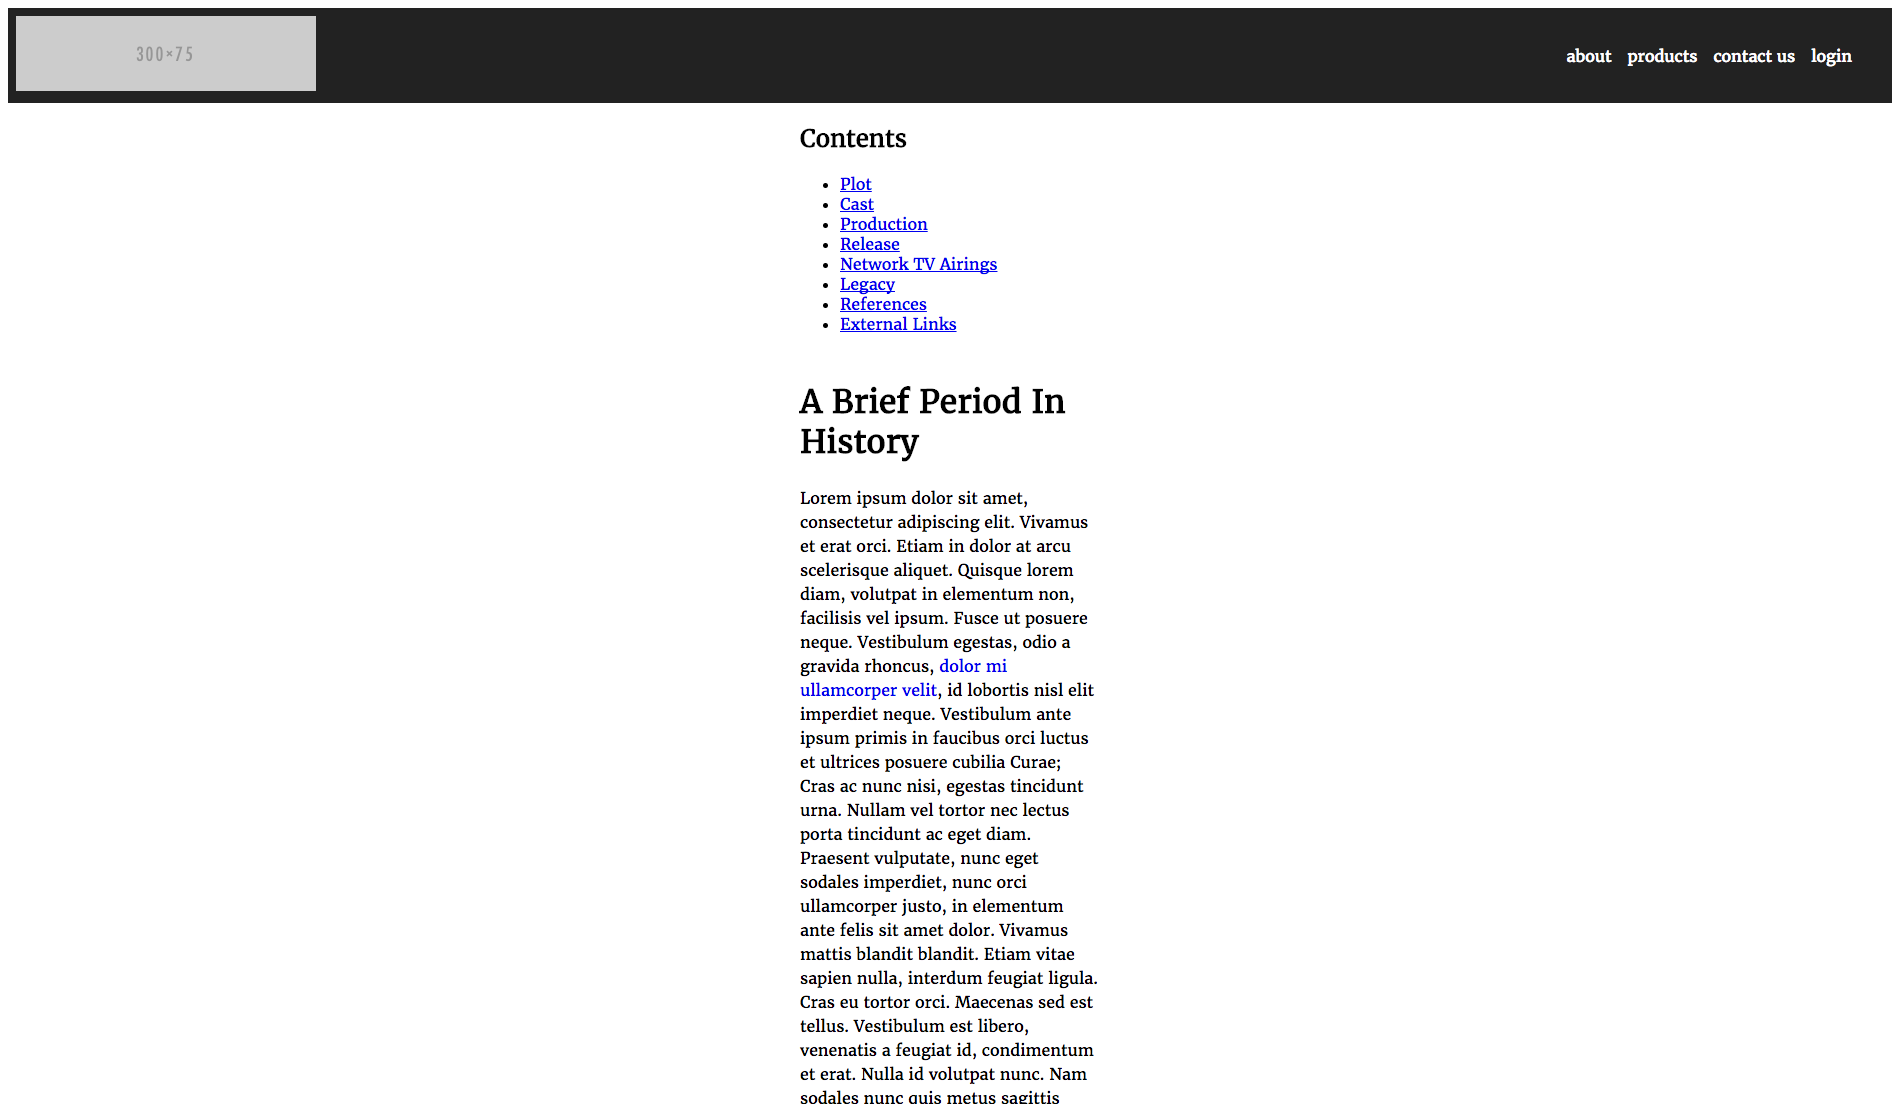 300×75
about products contact us login
Contents
Plot
Cast
Production
Release
Network TV Airings
Legacy
References
External Links
A Brief Period In
History
Lorem ipsum dolor sit amet,
consectetur adipiscing elit. Vivamus
et erat orci. Etiam in dolor at arcu
scelerisque aliquet. Quisque lorem
diam, volutpat in elementum non,
facilisis vel ipsum. Fusce ut posuere
neque. Vestibulum egestas, odio a
gravida rhoncus, dolor mi
ullamcorper velit, id lobortis nisl elit
imperdiet neque. Vestibulum ante
ipsum primis in faucibus orci luctus
et ultrices posuere cubilia Curae;
Cras ac nunc nisi, egestas tincidunt
urna. Nullam vel tortor nec lectus
porta tincidunt ac eget diam.
Praesent vulputate, nunc eget
sodales imperdiet, nunc orci
ullamcorper justo, in elementum
ante felis sit amet dolor. Vivamus
mattis blandit blandit. Etiam vitae
sapien nulla, interdum feugiat ligula.
Cras eu tortor orci. Maecenas sed est
tellus. Vestibulum est libero,
venenatis a feugiat id, condimentum
et erat. Nulla id volutpat nunc. Nam
sodales nunc quis metus sagittis